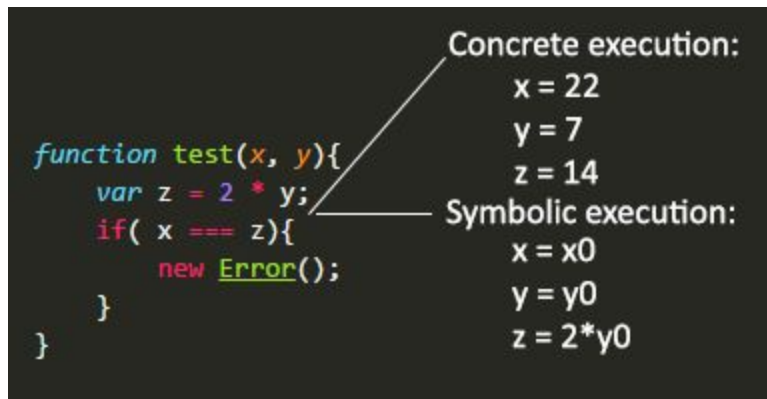 function test(x, y){
var z = 2 * y;
if( x === z){
new Error();
}
}
Concrete execution:
x = 22
y = 7
z = 14
Symbolic execution:
x = x0
y = y0
z = 2*y0